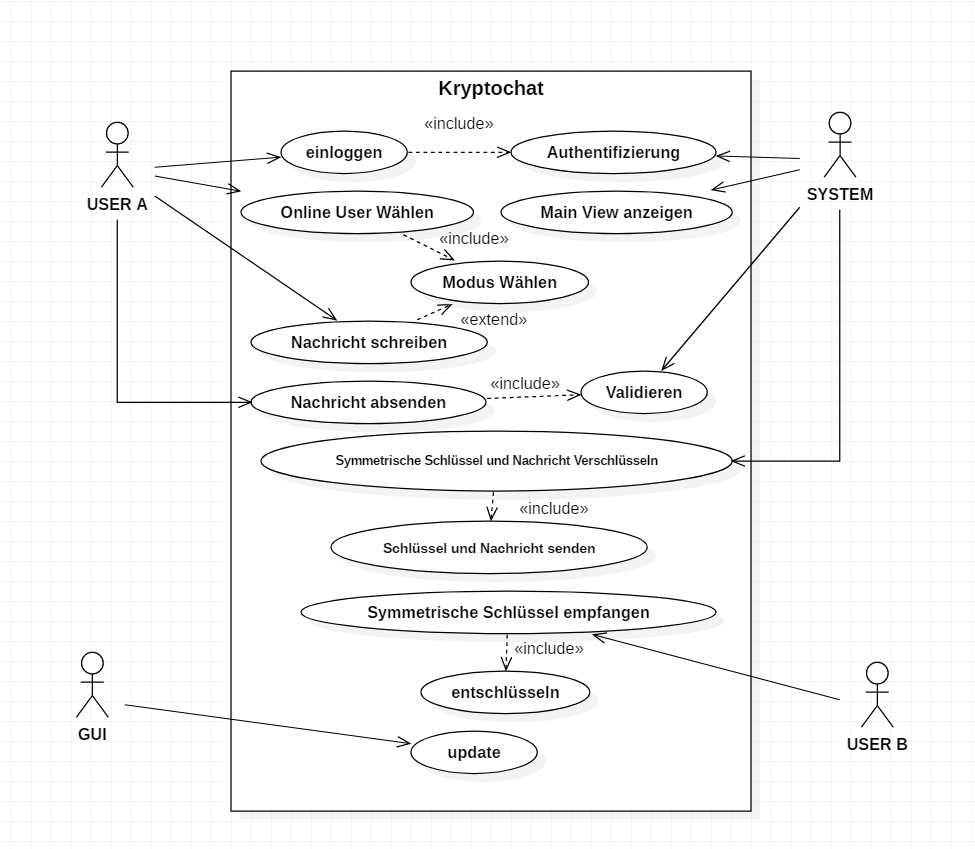 Kryptochat
«include»
einloggen
Authentifizierung
USER A
SYSTEM
Online User Wählen
Main View anzeigen
«include»
Modus Wählen
«extend»
Nachricht schreiben
«include»
Validieren
Nachricht absenden
Symmetrische Schlüssel und Nachricht Verschlüsseln
«include»
Schlüssel und Nachricht senden
Symmetrische Schlüssel empfangen
«include»
entschlüsseln
GUI
USER B
update